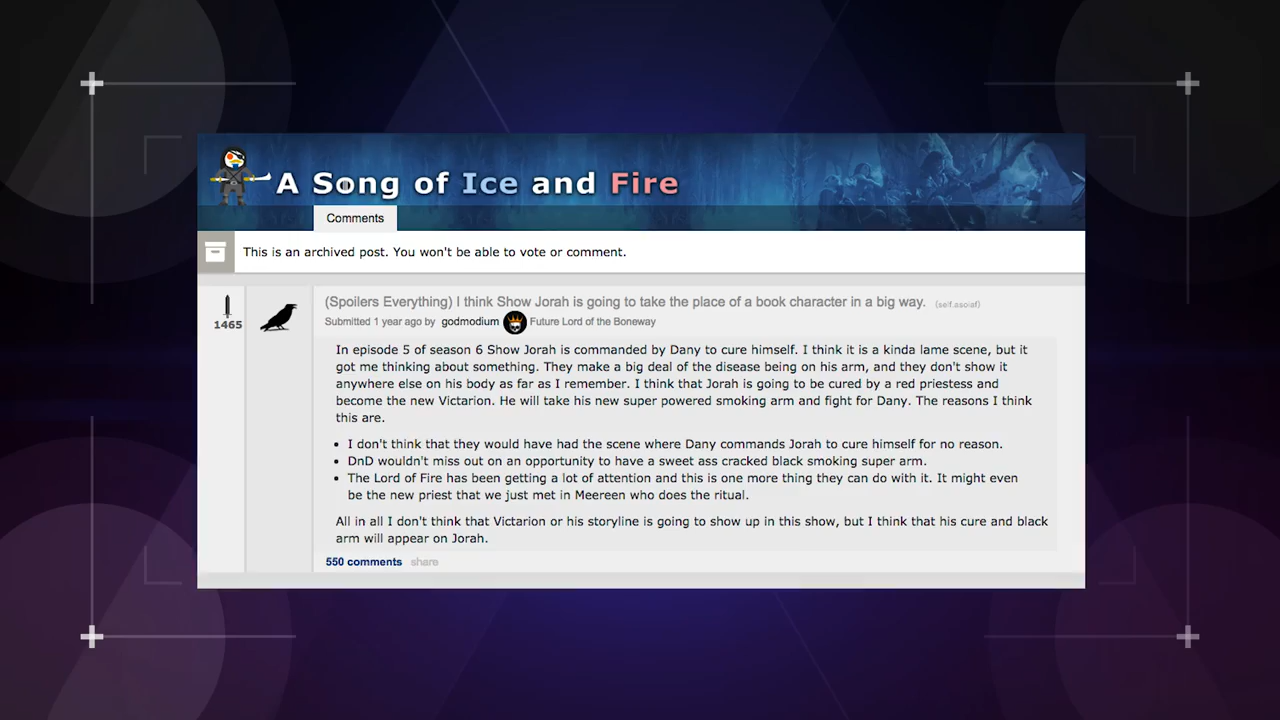 A Song of Ice and Fire
Comments
This is an archived post. You won't be able to vote or comment.
1465
(Spoilers Everything) I think Show Jorah is going to take the place of a book character in a big way. (self.asoiaf)
Submitted 1 year ago by godmodium Future Lord of the Boneway
In episode 5 of season 6 Show Jorah is commanded by Dany to cure himself. I think it is a kinda lame scene, but it
got me thinking about something. They make a big deal of the disease being on his arm, and they don't show it
anywhere else on his body as far as I remember. I think that Jorah is going to be cured by a red priestess and
become the new Victarion. He will take his new super powered smoking arm and fight for Dany. The reasons I think
this are.
• I don't think that they would have had the scene where Dany commands Jorah to cure himself for no reason.
• DnD wouldn't miss out on an opportunity to have a sweet ass cracked black smoking super arm.
• The Lord of Fire has been getting a lot of attention and this is one more thing they can do with it. It might even
be the new priest that we just met in Meereen who does the ritual.
All in all I don't think that Victarion or his storyline is going to show up in this show, but I think that his cure and black
arm will appear on Jorah.
550 comments share